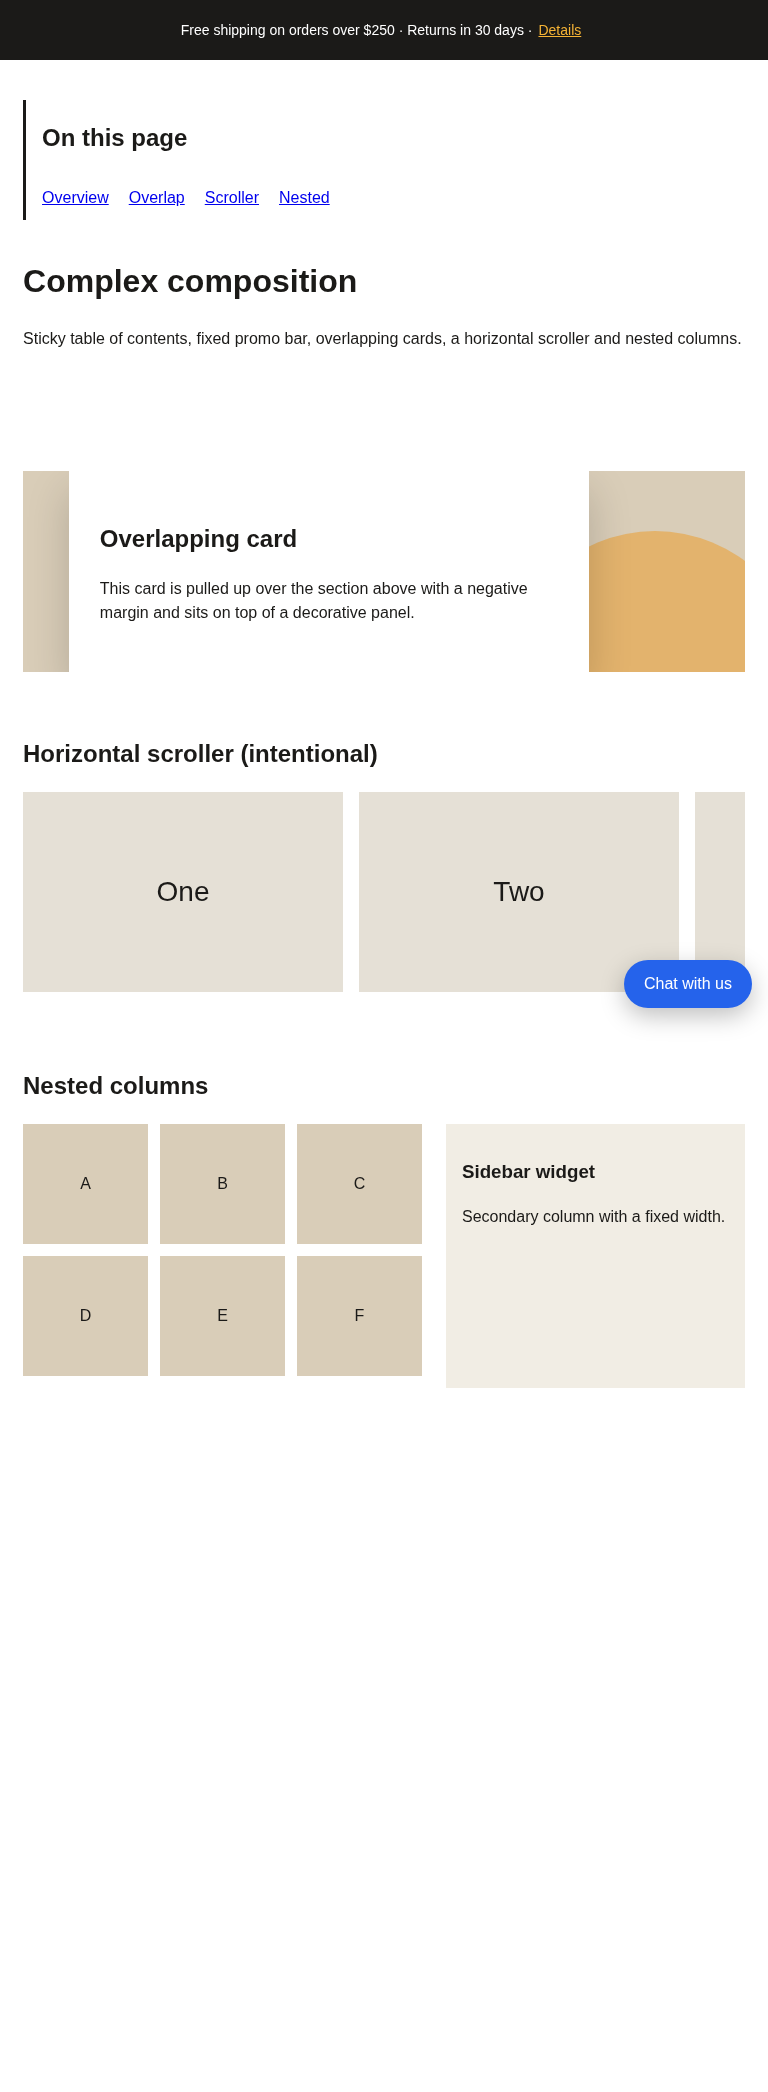 Free shipping on orders over $250 · Returns in 30 days · Details
On this page
Overview Overlap Scroller Nested
Complex composition
Sticky table of contents, fixed promo bar, overlapping cards, a horizontal scroller and nested columns.
Overlapping card
This card is pulled up over the section above with a negative
margin and sits on top of a decorative panel.
Horizontal scroller (intentional)
One
Two
Chat with us
Nested columns
A
B
C
D
E
F
Sidebar widget
Secondary column with a fixed width.